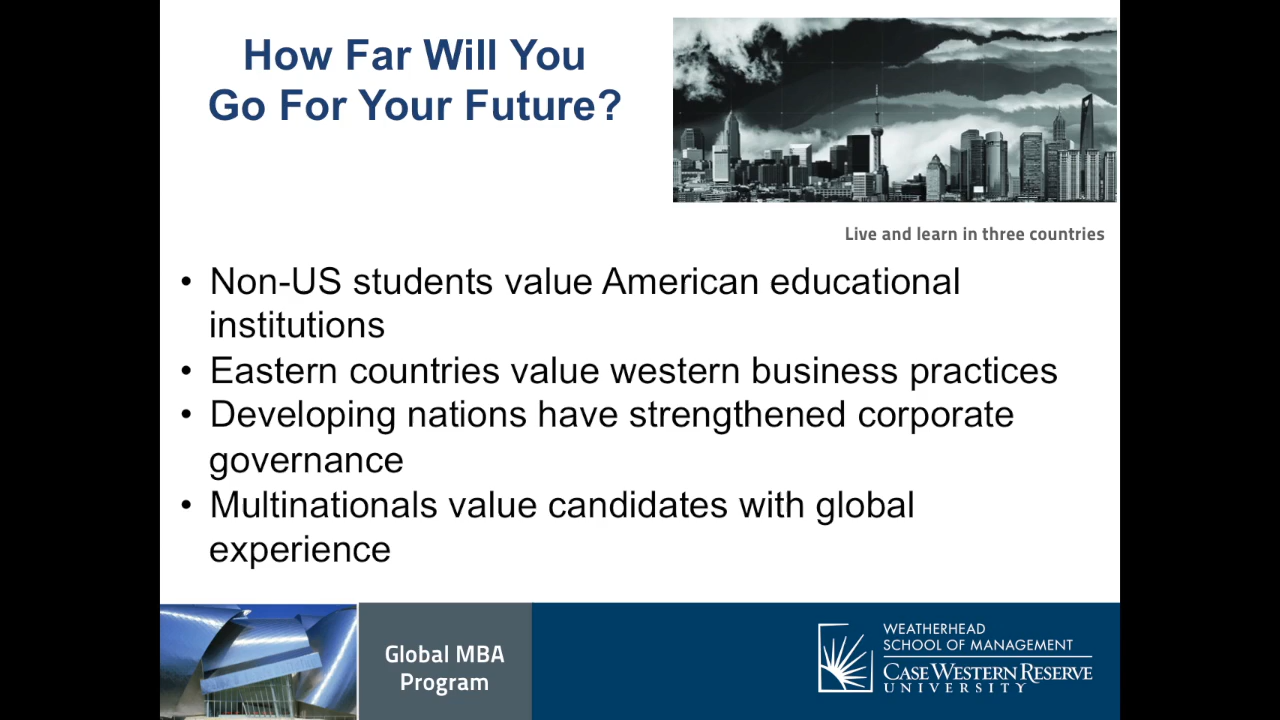 How Far Will You
Go For Your Future?
Live and learn in three countries
• Non-US students value American educational
institutions
• Eastern countries value western business practices
• Developing nations have strengthened corporate
governance
• Multinationals value candidates with global
experience
Global MBA
Program
WEATHERHEAD
SCHOOL OF MANAGEMENT
CASE WESTERN RESERVE
UNIVERSITY